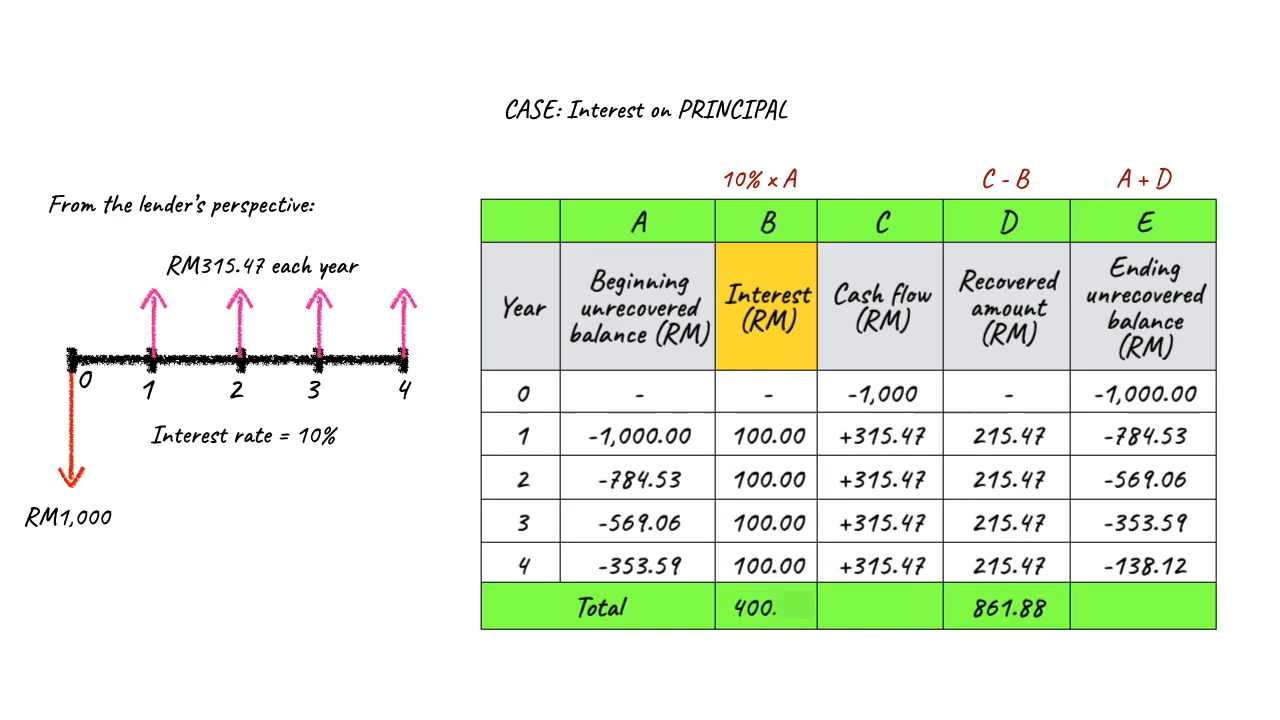 CASE: Interest on PRINCIPAL
From the lender's perspective:
RM315.47 each year
0
1 2 3 4
Interest rate = 10%
RM1,000
10% x A C - B A + D
A B C D E
Year Beginning unrecovered balance (RM) Interest (RM) Cash flow (RM) Recovered amount (RM) Ending unrecovered balance (RM)
0 - - -1,000 - -1,000.00
1 -1,000.00 100.00 +315.47 215.47 -784.53
2 -784.53 100.00 +315.47 215.47 -569.06
3 -569.06 100.00 +315.47 215.47 -353.59
4 -353.59 100.00 +315.47 215.47 -138.12
Total 400. 861.88